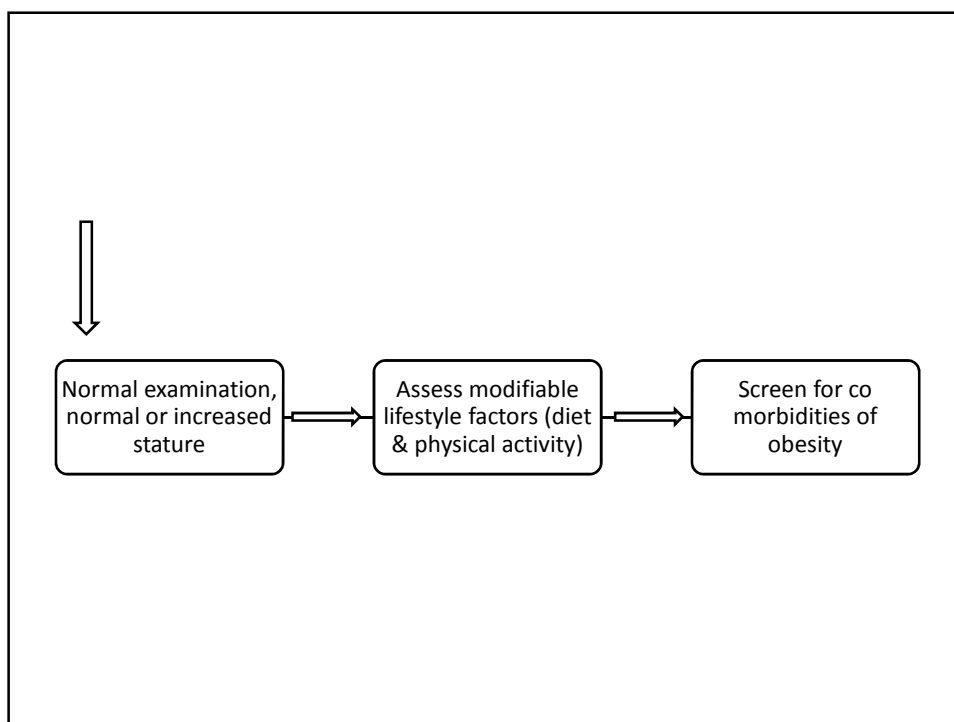 Normal examination,
normal or increased
stature
Assess modifiable
lifestyle factors (diet
& physical activity)
Screen for co
morbidities of
obesity